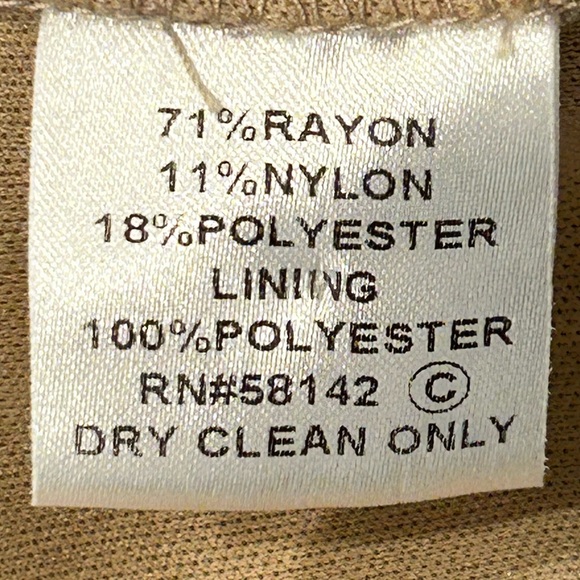 71%RAYON
11%NYLON
18%POLYESTER
LINING
100%POLYESTER
RN#58142 Ⓒ
DRY CLEAN ONLY